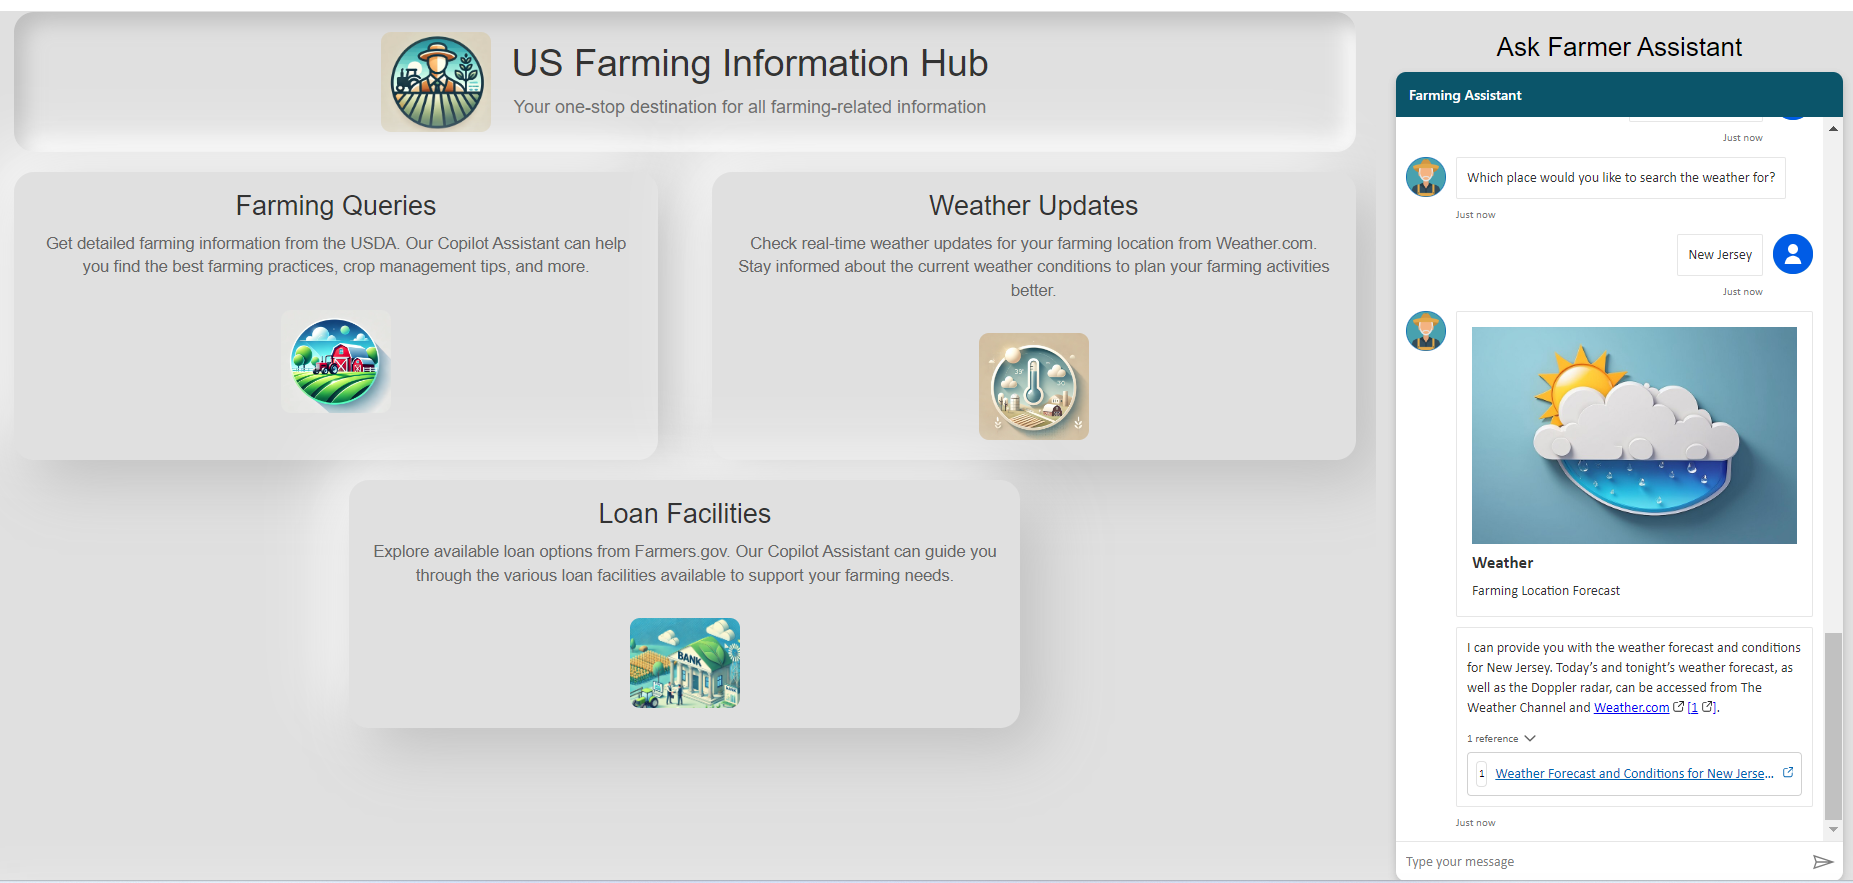 US Farming Information Hub
Your one-stop destination for all farming-related information
Farming Queries
Get detailed farming information from the USDA. Our Copilot Assistant can help
you find the best farming practices, crop management tips, and more.
Weather Updates
Check real-time weather updates for your farming location from Weather.com.
Stay informed about the current weather conditions to plan your farming activities
better.
Loan Facilities
Explore available loan options from Farmers.gov. Our Copilot Assistant can guide you
through the various loan facilities available to support your farming needs.
BANK
Ask Farmer Assistant
Farming Assistant
Just now
Which place would you like to search the weather for?
Just now
New Jersey
Just now
Weather
Farming Location Forecast
I can provide you with the weather forecast and conditions
for New Jersey. Today’s and tonight’s weather forecast, as
well as the Doppler radar, can be accessed from The
Weather Channel and Weather.com [1].
1 reference
1 Weather Forecast and Conditions for New Jerse...
Just now
Type your message